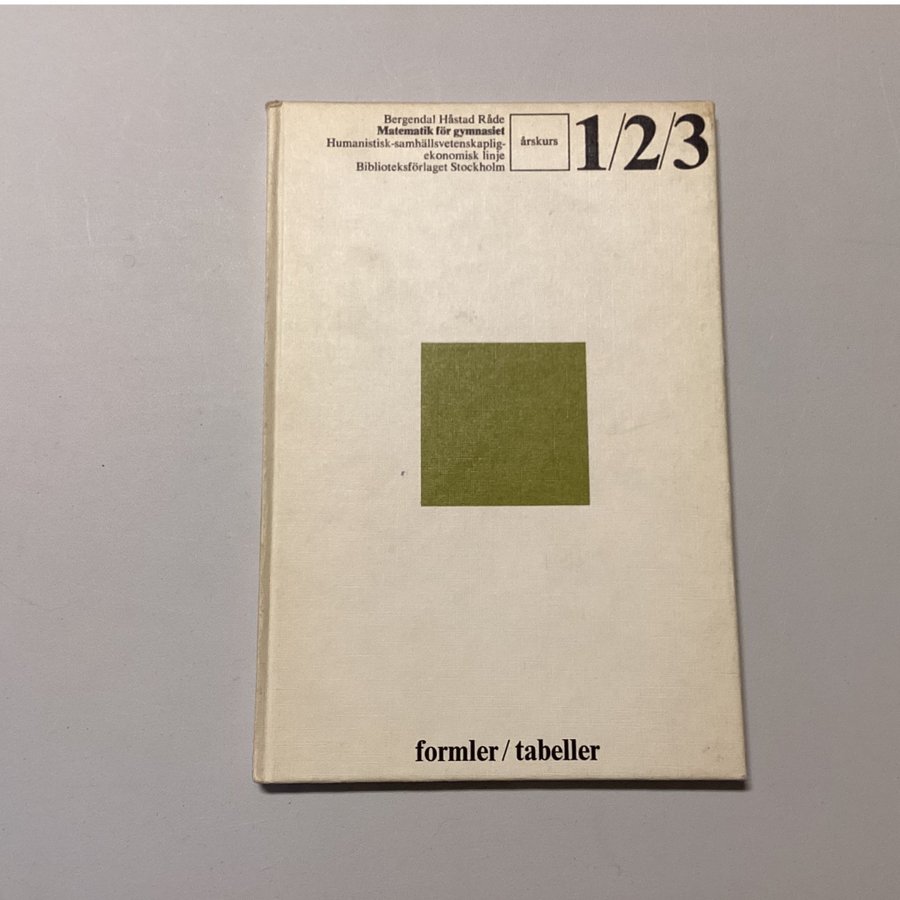 Bergendal Håstad Råde
Matematik för gymnasiet
Humanistisk-samhällsvetenskaplig-
ekonomisk linje
Biblioteksförlaget Stockholm
årskurs
1/2/3
formler / tabeller